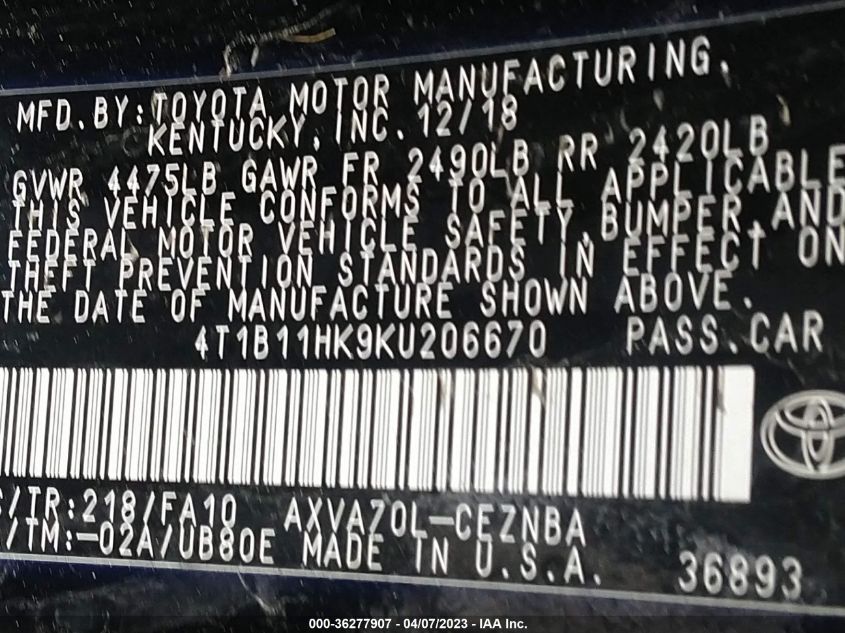 MFD.BY:TOYOTA MOTOR MANUFACTURING,
KENTUCKY, INC. 12/18
GVWR 4475LB GAWR FR 2490LB RR 2420LB
THIS VEHICLE CONFORMS TO ALL APPLICABLE
FEDERAL MOTOR VEHICLE SAFETY,BUMPER,AND
THEFT PREVENTION STANDARDS IN EFFECT ON
THE DATE OF MANUFACTURE SHOWN ABOVE.
4T1B11HK9KU206670 PASS.CAR
/TR:218/FA10 AXVA70L-CEZNBA
/TM:-02A/UB80E MADE IN U.S.A. 36893
000-36277907 - 04/07/2023 - IAA Inc.